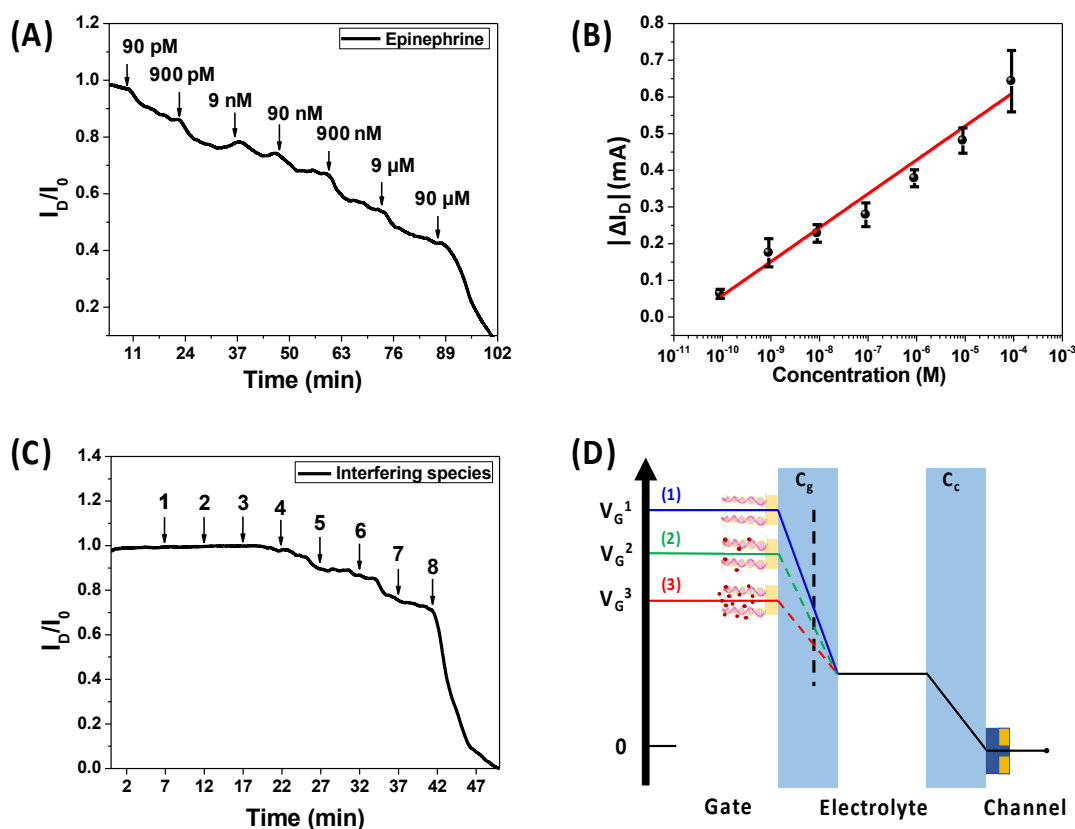 (A)
Epinephrine
90 pM
900 pM
9 nM
90 nM
900 nM
9 µM
90 µM
1.2
1.0
0.8
0.6
0.4
0.2
I_D/I_0
11 24 37 50 63 76 89 102
Time (min)
(B)
0.8
0.7
0.6
0.5
0.4
0.3
0.2
0.1
0.0
|ΔI_D| (mA)
10⁻¹¹ 10⁻¹⁰ 10⁻⁹ 10⁻⁸ 10⁻⁷ 10⁻⁶ 10⁻⁵ 10⁻⁴ 10⁻³
Concentration (M)
(C)
Interfering species
1 2 3 4 5 6 7 8
1.4
1.2
1.0
0.8
0.6
0.4
0.2
0.0
I_D/I_0
2 7 12 17 22 27 32 37 42 47
Time (min)
(D)
C_g
C_c
V_G¹
(1)
V_G²
(2)
V_G³
(3)
0
Gate
Electrolyte
Channel